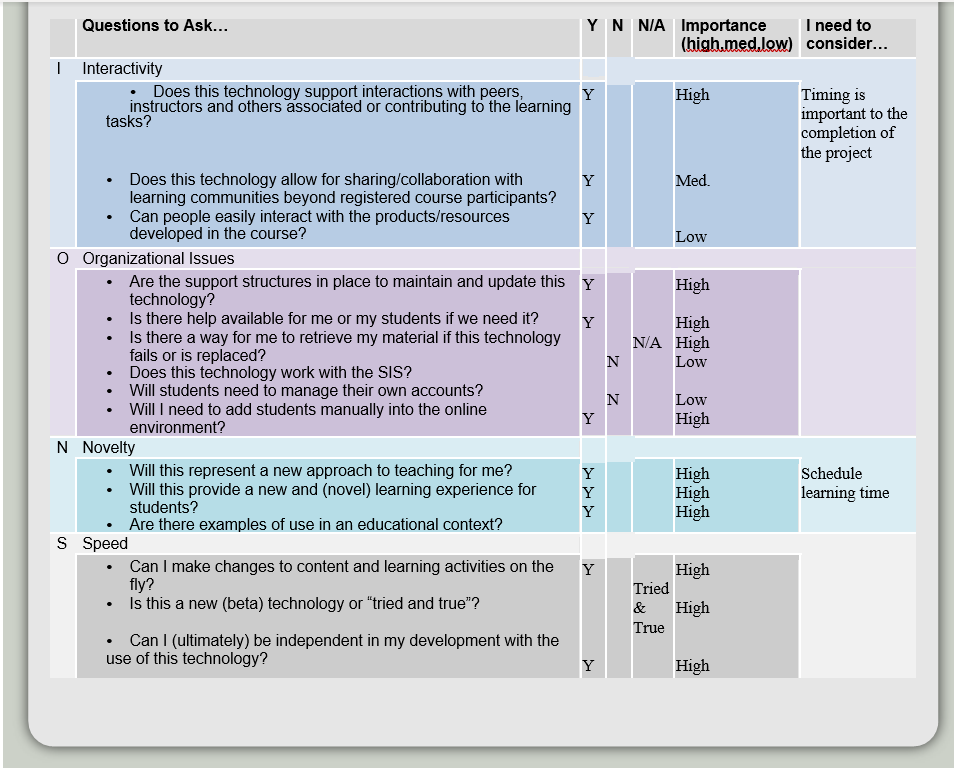 Questions to Ask… Y N N/A Importance I need to
(high,med,low) consider…
I Interactivity
• Does this technology support interactions with peers, Y High Timing is
instructors and others associated or contributing to the learning important to the
tasks? completion of
the project
• Does this technology allow for sharing/collaboration with Y Med.
learning communities beyond registered course participants?
• Can people easily interact with the products/resources Y
developed in the course? Low
O Organizational Issues
• Are the support structures in place to maintain and update this Y High
technology?
• Is there help available for me or my students if we need it? Y High
• Is there a way for me to retrieve my material if this technology N/A High
fails or is replaced? N Low
• Does this technology work with the SIS?
• Will students need to manage their own accounts? N Low
• Will I need to add students manually into the online Y High
environment?
N Novelty
• Will this represent a new approach to teaching for me? Y High Schedule
• Will this provide a new and (novel) learning experience for Y High learning time
students? Y High
• Are there examples of use in an educational context?
S Speed
• Can I make changes to content and learning activities on the Y High
fly? Tried
• Is this a new (beta) technology or “tried and true”? & High
True
• Can I (ultimately) be independent in my development with the
use of this technology? Y High